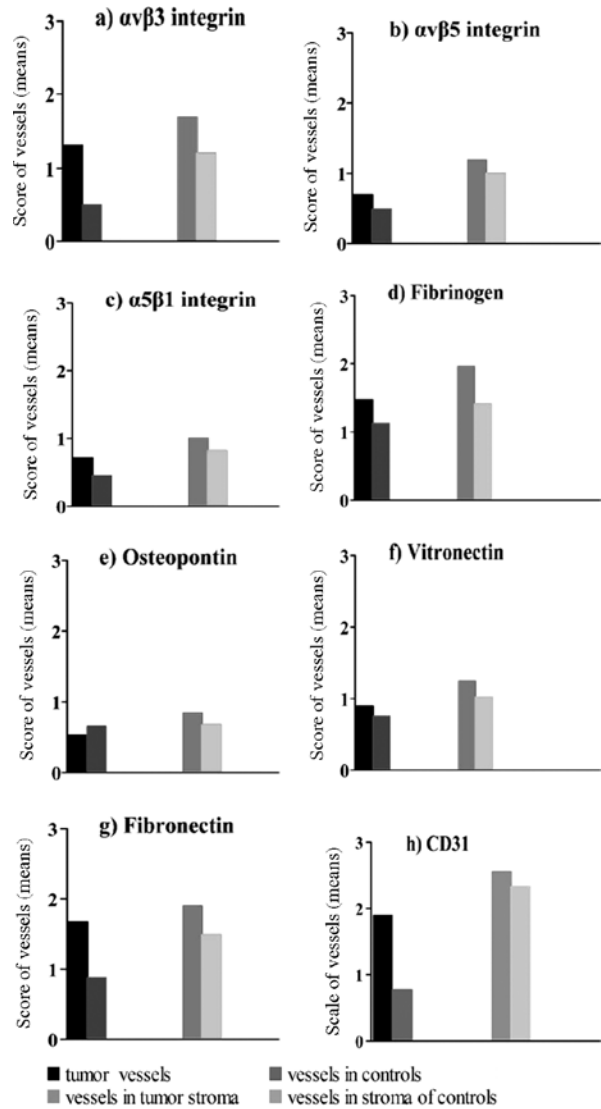 a) αvβ3 integrin
Score of vessels (means)
3
2
1
0
b) αvβ5 integrin
Score of vessels (means)
3
2
1
0
c) α5β1 integrin
Score of vessels (means)
3
2
1
0
d) Fibrinogen
Score of vessels (means)
3
2
1
0
e) Osteopontin
Score of vessels (means)
3
2
1
0
f) Vitronectin
Score of vessels (means)
3
2
1
0
g) Fibronectin
Score of vessels (means)
3
2
1
0
h) CD31
Scale of vessels (means)
3
2
1
0
tumor vessels
vessels in controls
vessels in tumor stroma
vessels in stroma of controls